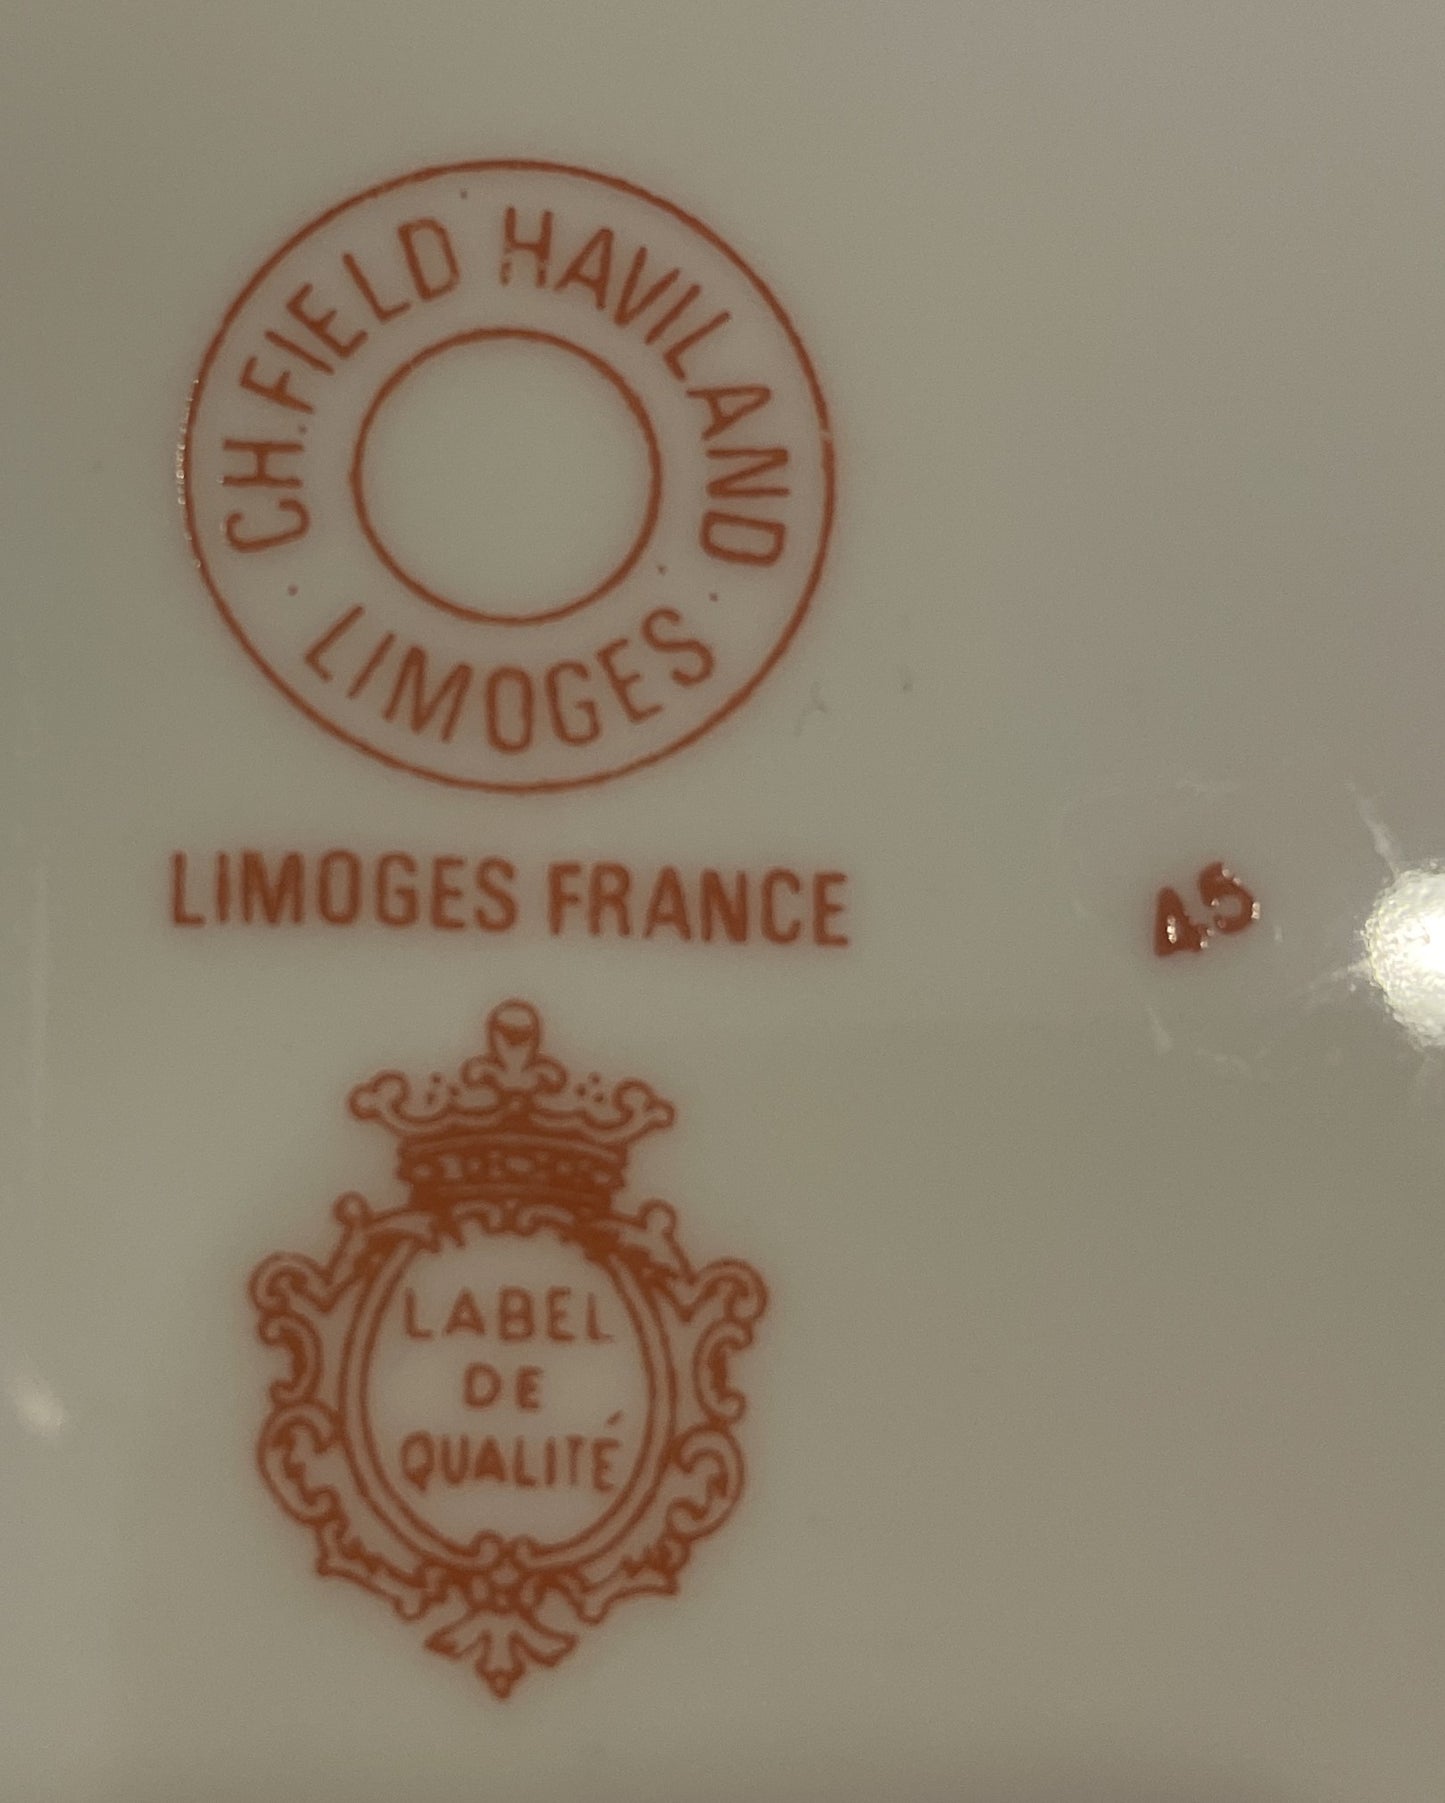 CH.FIELD HAVILAND
· LIMOGES ·
LIMOGES FRANCE
45
LABEL
DE
QUALITÉ